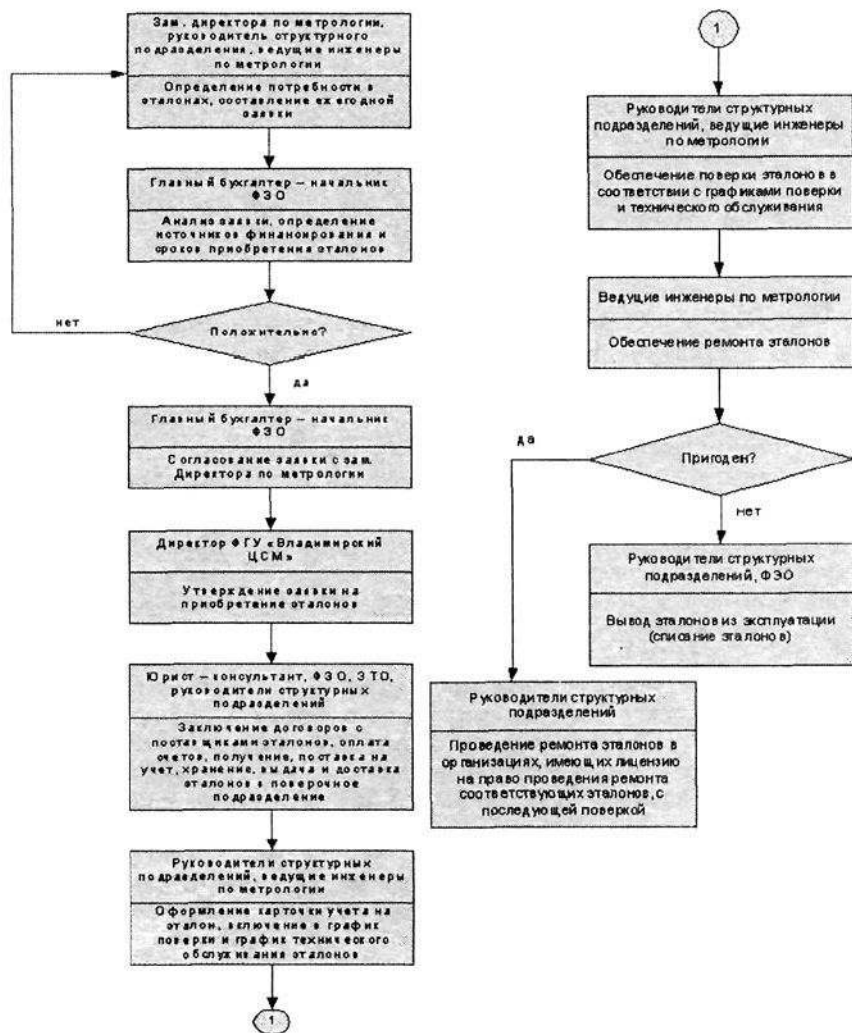 Зам. директора по метрологии,
руководитель структурного
подразделения, ведущие инженеры
по метрологии
Определение потребности в
эталонах, составление ежегодной
заявки
Главный бухгалтер – начальник
ФЭО
Анализ заявки, определение
источников финансирования и
сроков приобретения эталонов
Положительно?
нет
да
Главный бухгалтер – начальник
ФЭО
Согласование заявки с зам.
Директора по метрологии
Директор ФГУ «Владимирский
ЦСМ»
Утверждение заявки на
приобретение эталонов
Юрист – консультант, ФЭО, ЭТО,
руководители структурных
подразделений
Заключение договоров с
поставщиками эталонов, оплата
счетов, получение, поставка на
учет, хранение, выдача и доставка
эталонов в поверочное
подразделение
Руководители структурных
подразделений, ведущие инженеры
по метрологии
Оформление карточки учета на
эталон, включение в график
поверки и график технического
обслуживания эталонов
1
1
Руководители структурных
подразделений, ведущие инженеры
по метрологии
Обеспечение поверки эталонов в
соответствии с графиками поверки
и технического обслуживания
Ведущие инженеры по метрологии
Обеспечение ремонта эталонов
Пригоден?
да
нет
Руководители структурных
подразделений, ФЭО
Вывод эталонов из эксплуатации
(списание эталонов)
Руководители структурных
подразделений
Проведение ремонта эталонов в
организациях, имеющих лицензию
на право проведения ремонта
соответствующих эталонов, с
последующей поверкой